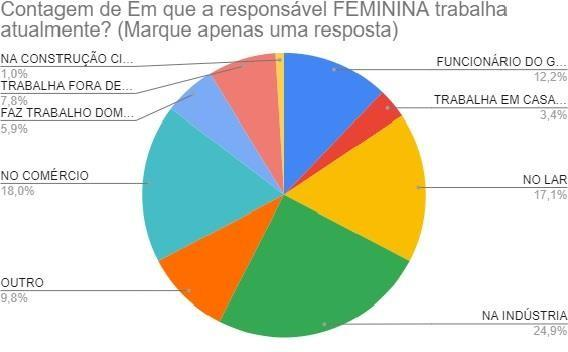 Contagem de Em que a responsável FEMININA trabalha
atualmente? (Marque apenas uma resposta)
NA CONSTRUÇÃO CI...
1,0%
TRABALHA FORA DE...
7,8%
FAZ TRABALHO DOM...
5,9%
NO COMÉRCIO
18,0%
OUTRO
9,8%
FUNCIONÁRIO DO G...
12,2%
TRABALHA EM CASA...
3,4%
NO LAR
17,1%
NA INDÚSTRIA
24,9%